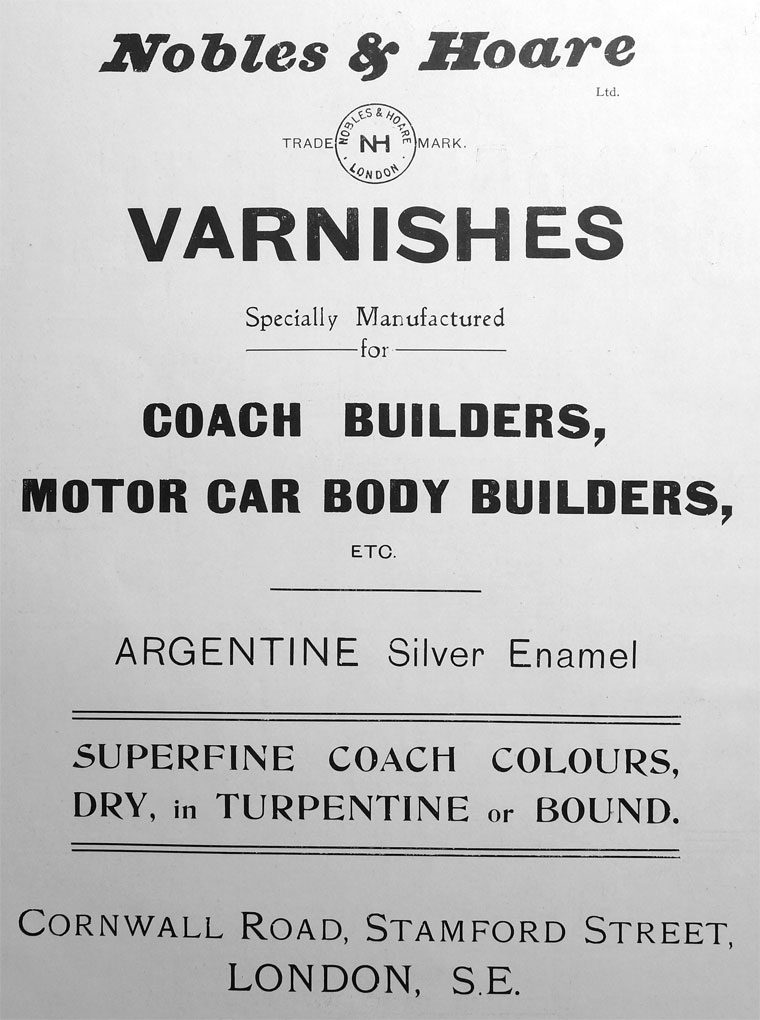 Nobles & Hoare
Ltd.
TRADE MARK.
NOBLES & HOARE
NH
· LONDON ·
VARNISHES
Specially Manufactured
for
COACH BUILDERS,
MOTOR CAR BODY BUILDERS,
ETC.
ARGENTINE Silver Enamel
SUPERFINE COACH COLOURS,
DRY, in TURPENTINE or BOUND.
CORNWALL ROAD, STAMFORD STREET,
LONDON, S.E.